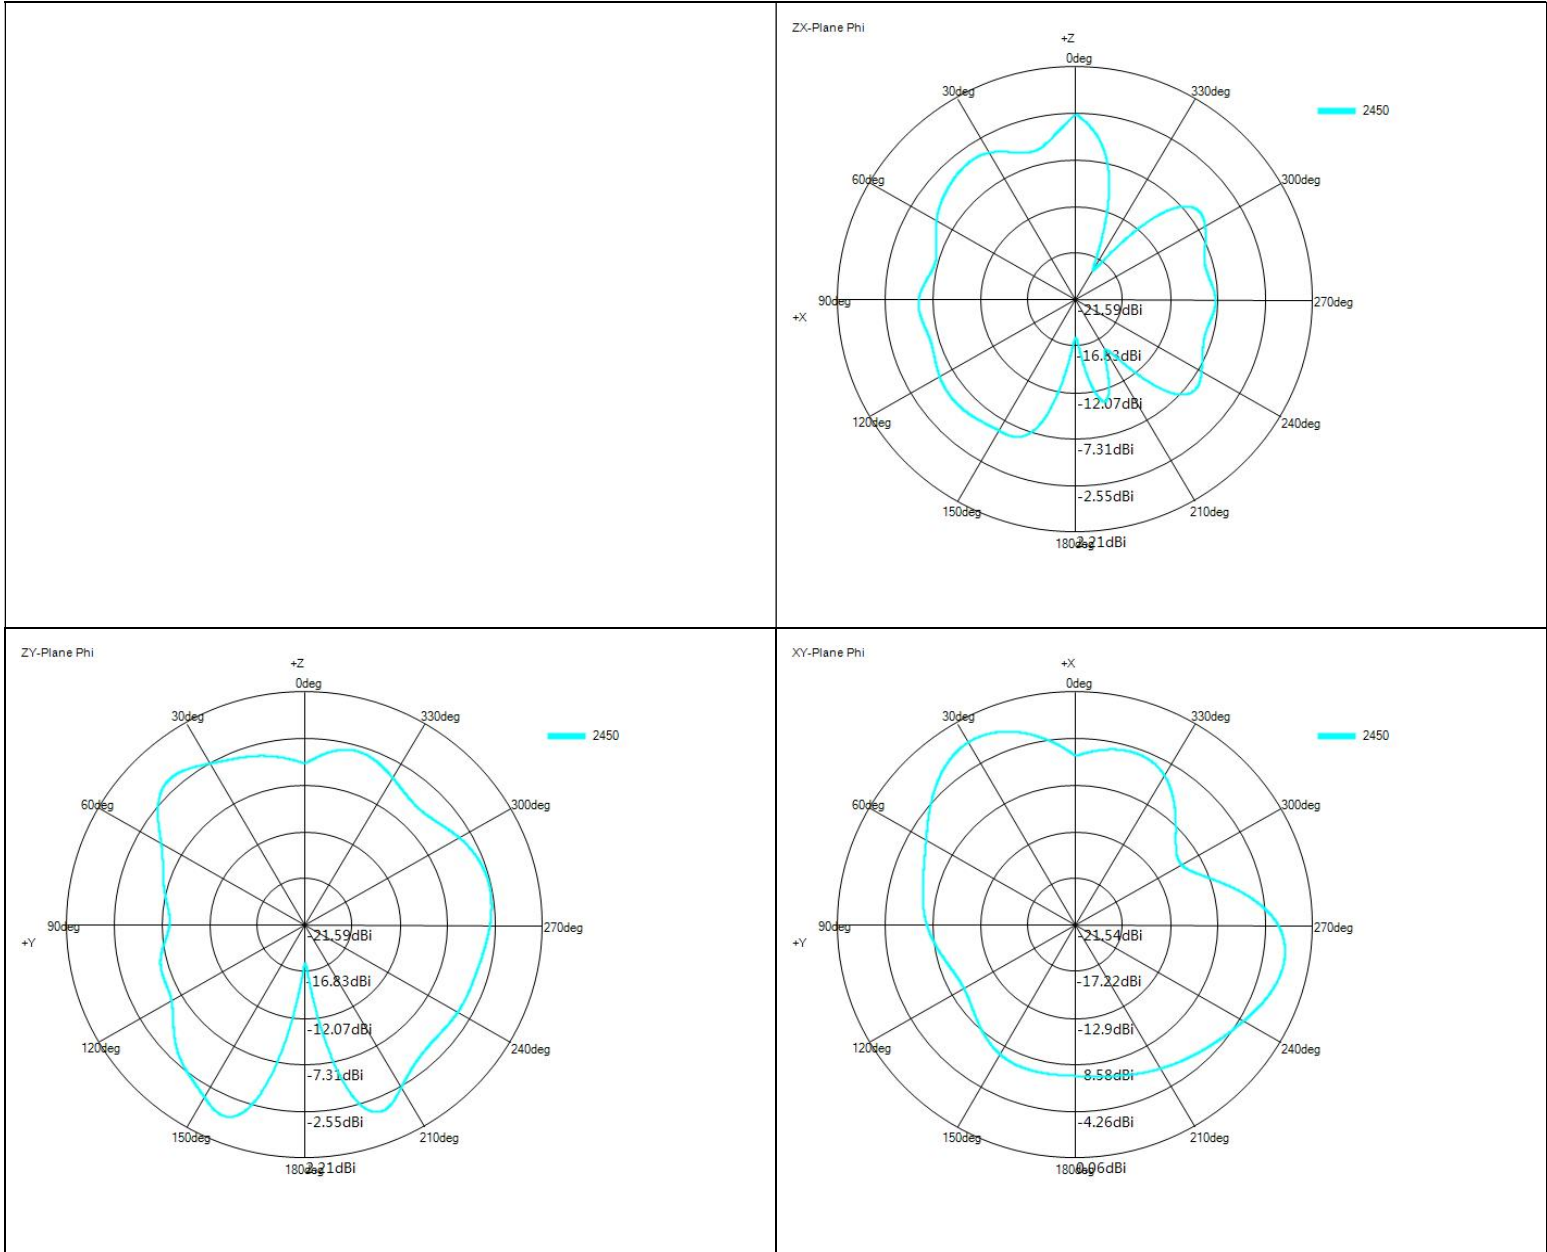 ZX-Plane Phi
+Z
0deg
30deg
330deg
2450
60deg
300deg
90deg
270deg
+X
-21.59dBi
-16.83dBi
-12.07dBi
120deg
240deg
-7.31dBi
-2.55dBi
150deg
210deg
180deg
2.21dBi
ZY-Plane Phi
+Z
0deg
30deg
330deg
2450
60deg
300deg
90deg
270deg
+Y
-21.59dBi
-16.83dBi
-12.07dBi
120deg
240deg
-7.31dBi
-2.55dBi
150deg
210deg
180deg
2.21dBi
XY-Plane Phi
+X
0deg
30deg
330deg
2450
60deg
300deg
90deg
270deg
+Y
-21.54dBi
-17.22dBi
-12.9dBi
120deg
240deg
-8.58dBi
-4.26dBi
150deg
210deg
180deg
0.06dBi